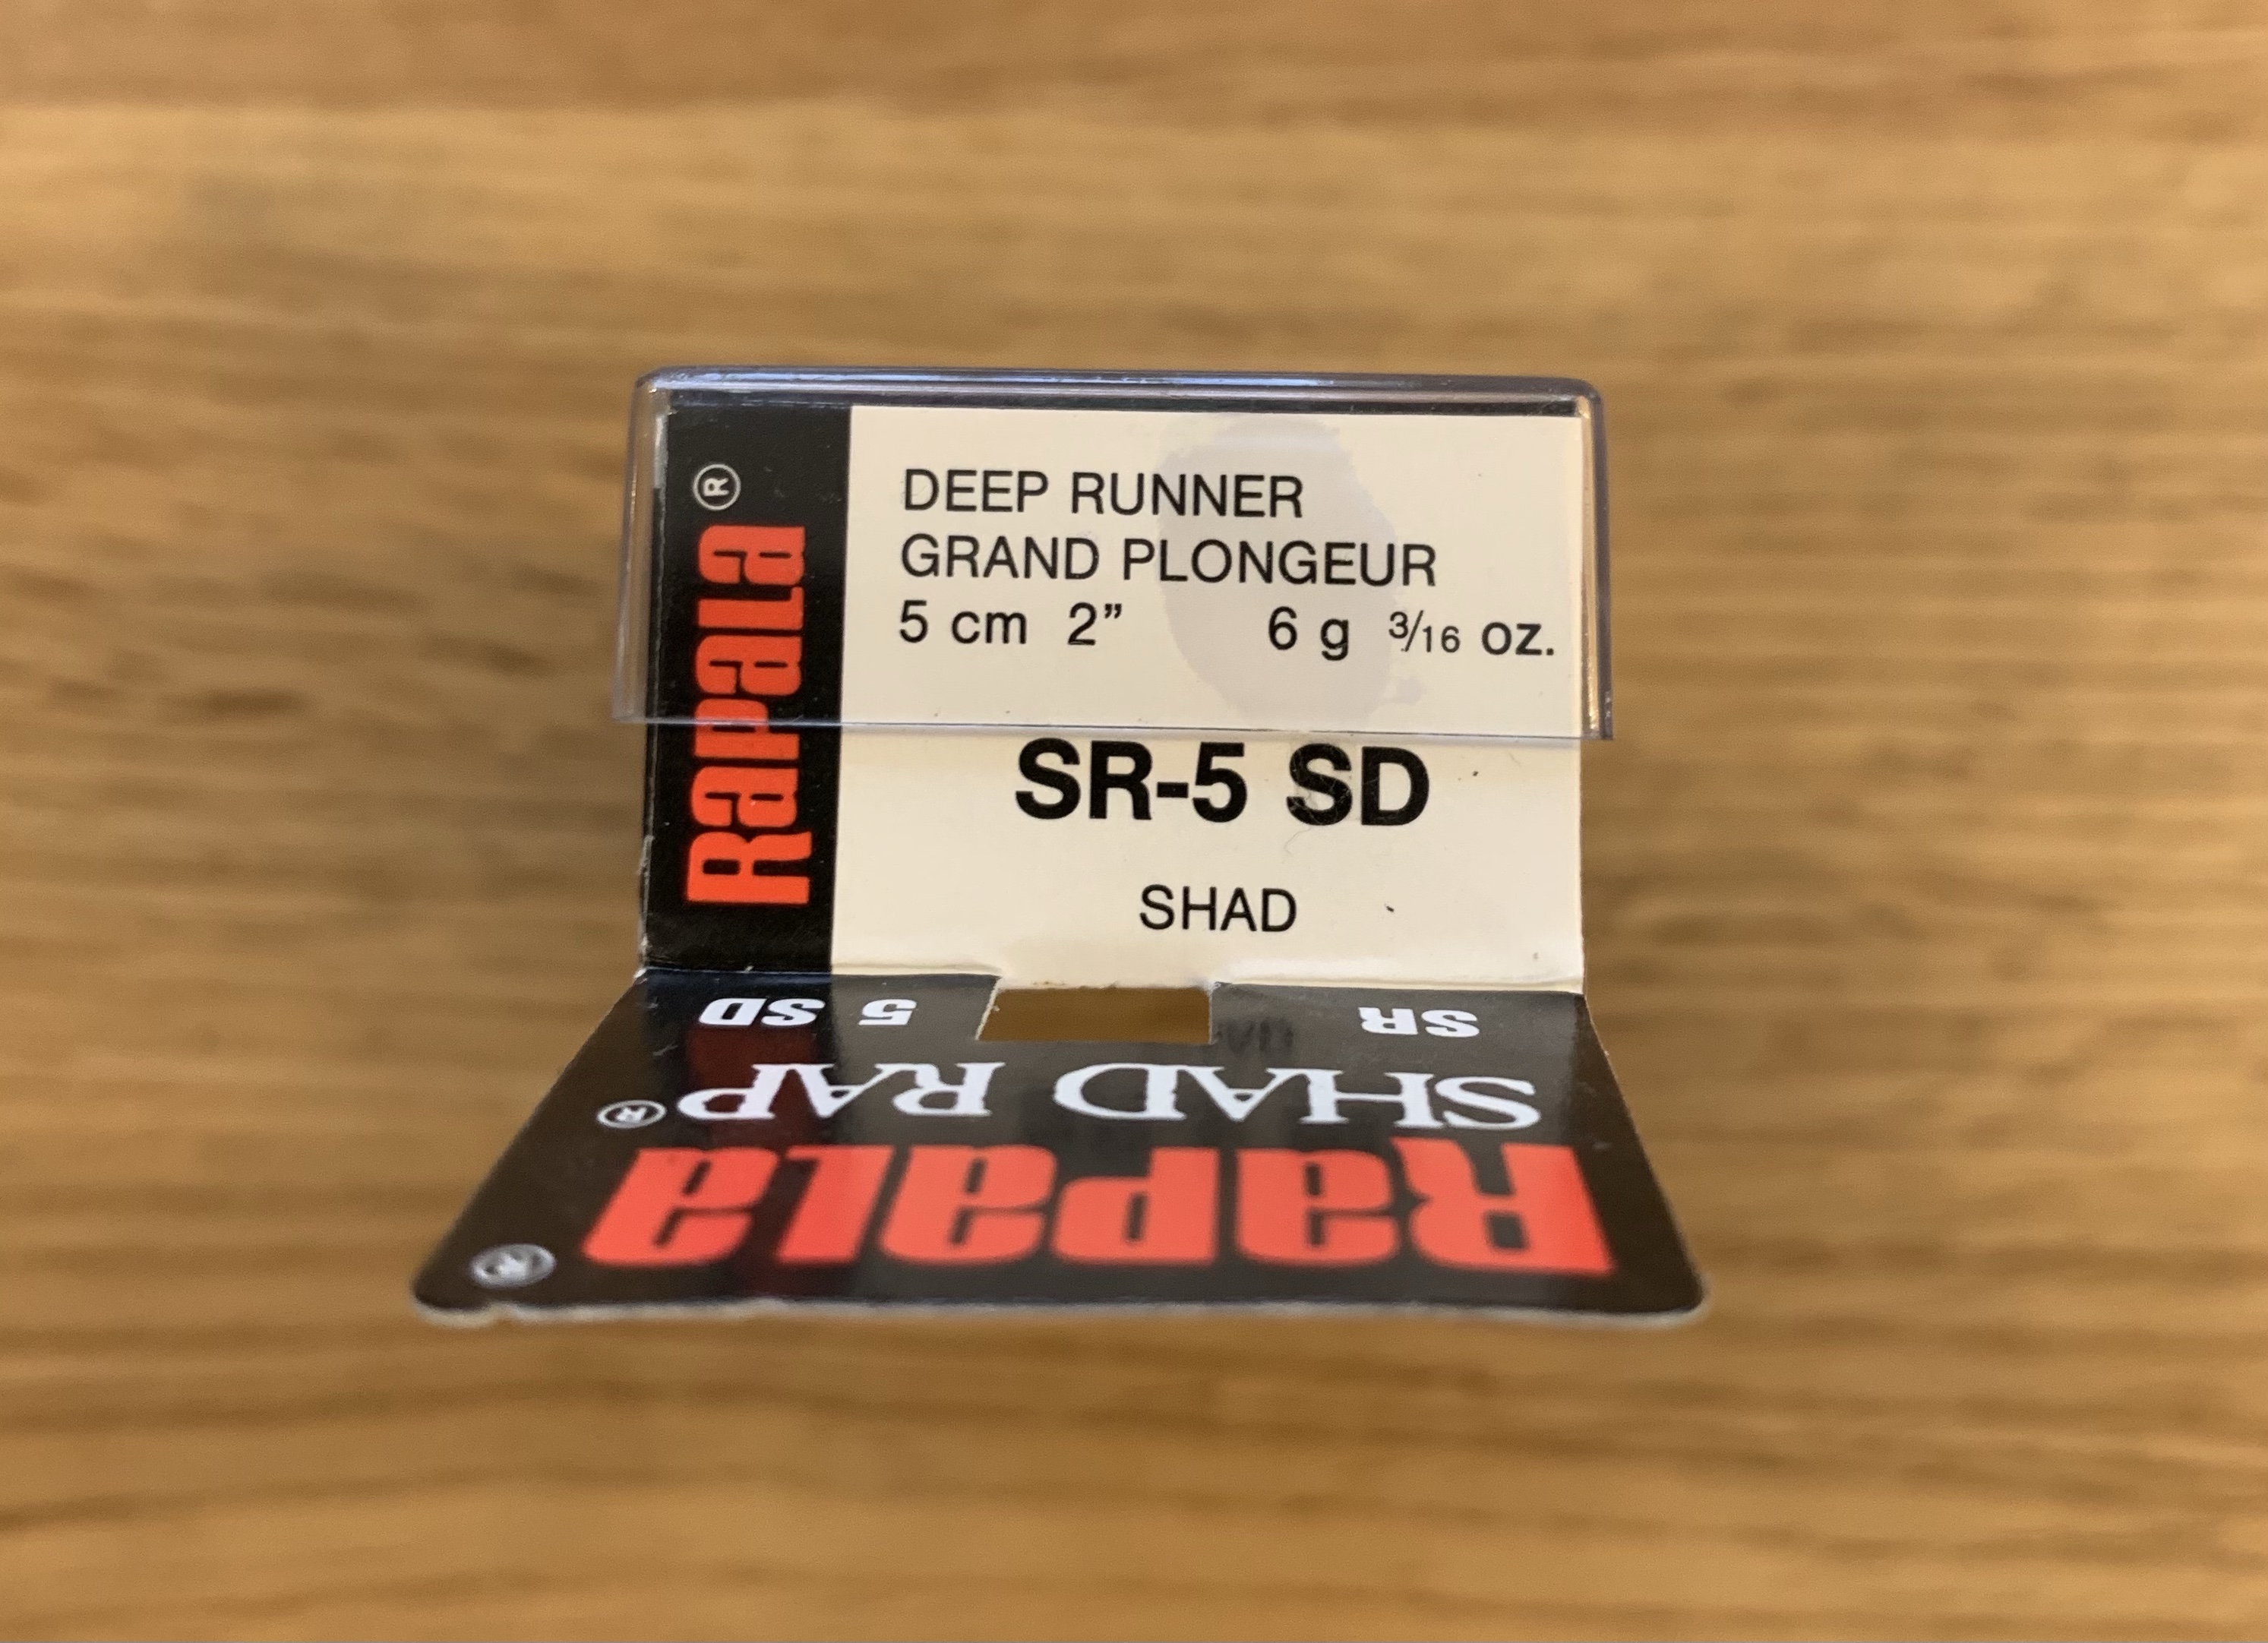 Rapala ®
DEEP RUNNER
GRAND PLONGEUR
5 cm 2” 6 g 3/16 oz.
SR-5 SD
SHAD
Rapala ®
SHAD RAP ®
SR 5 SD